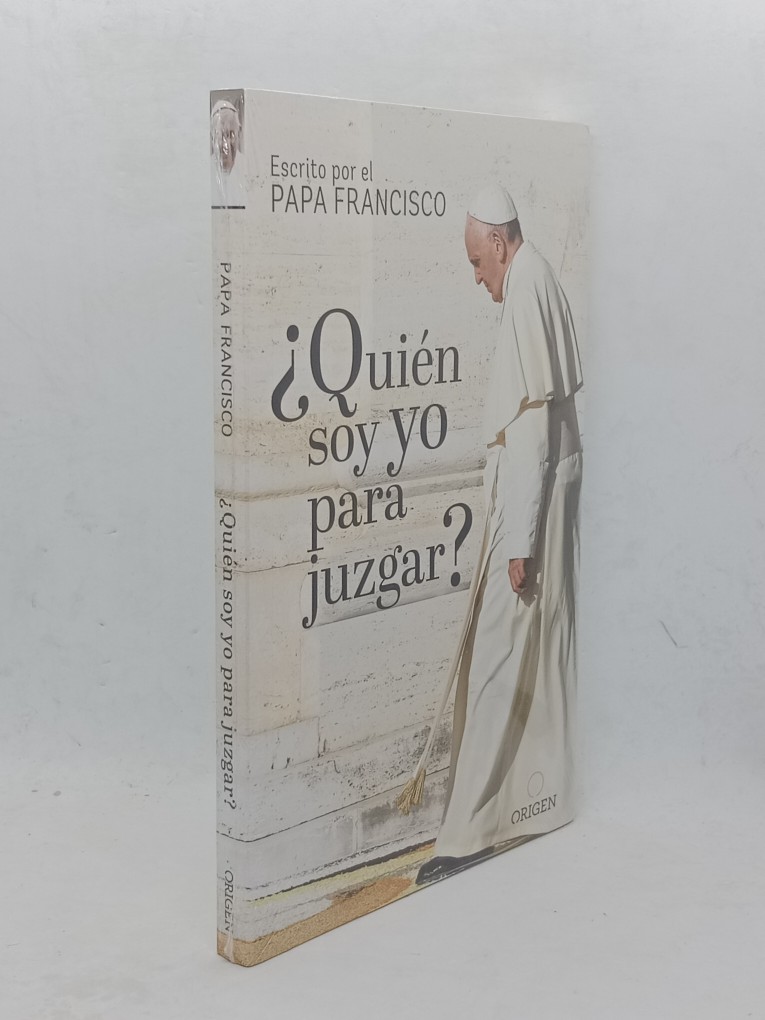 Escrito por el
PAPA FRANCISCO
¿Quién
soy yo
para
juzgar?
ORIGEN
PAPA FRANCISCO
¿Quién soy yo para juzgar?
ORIGEN